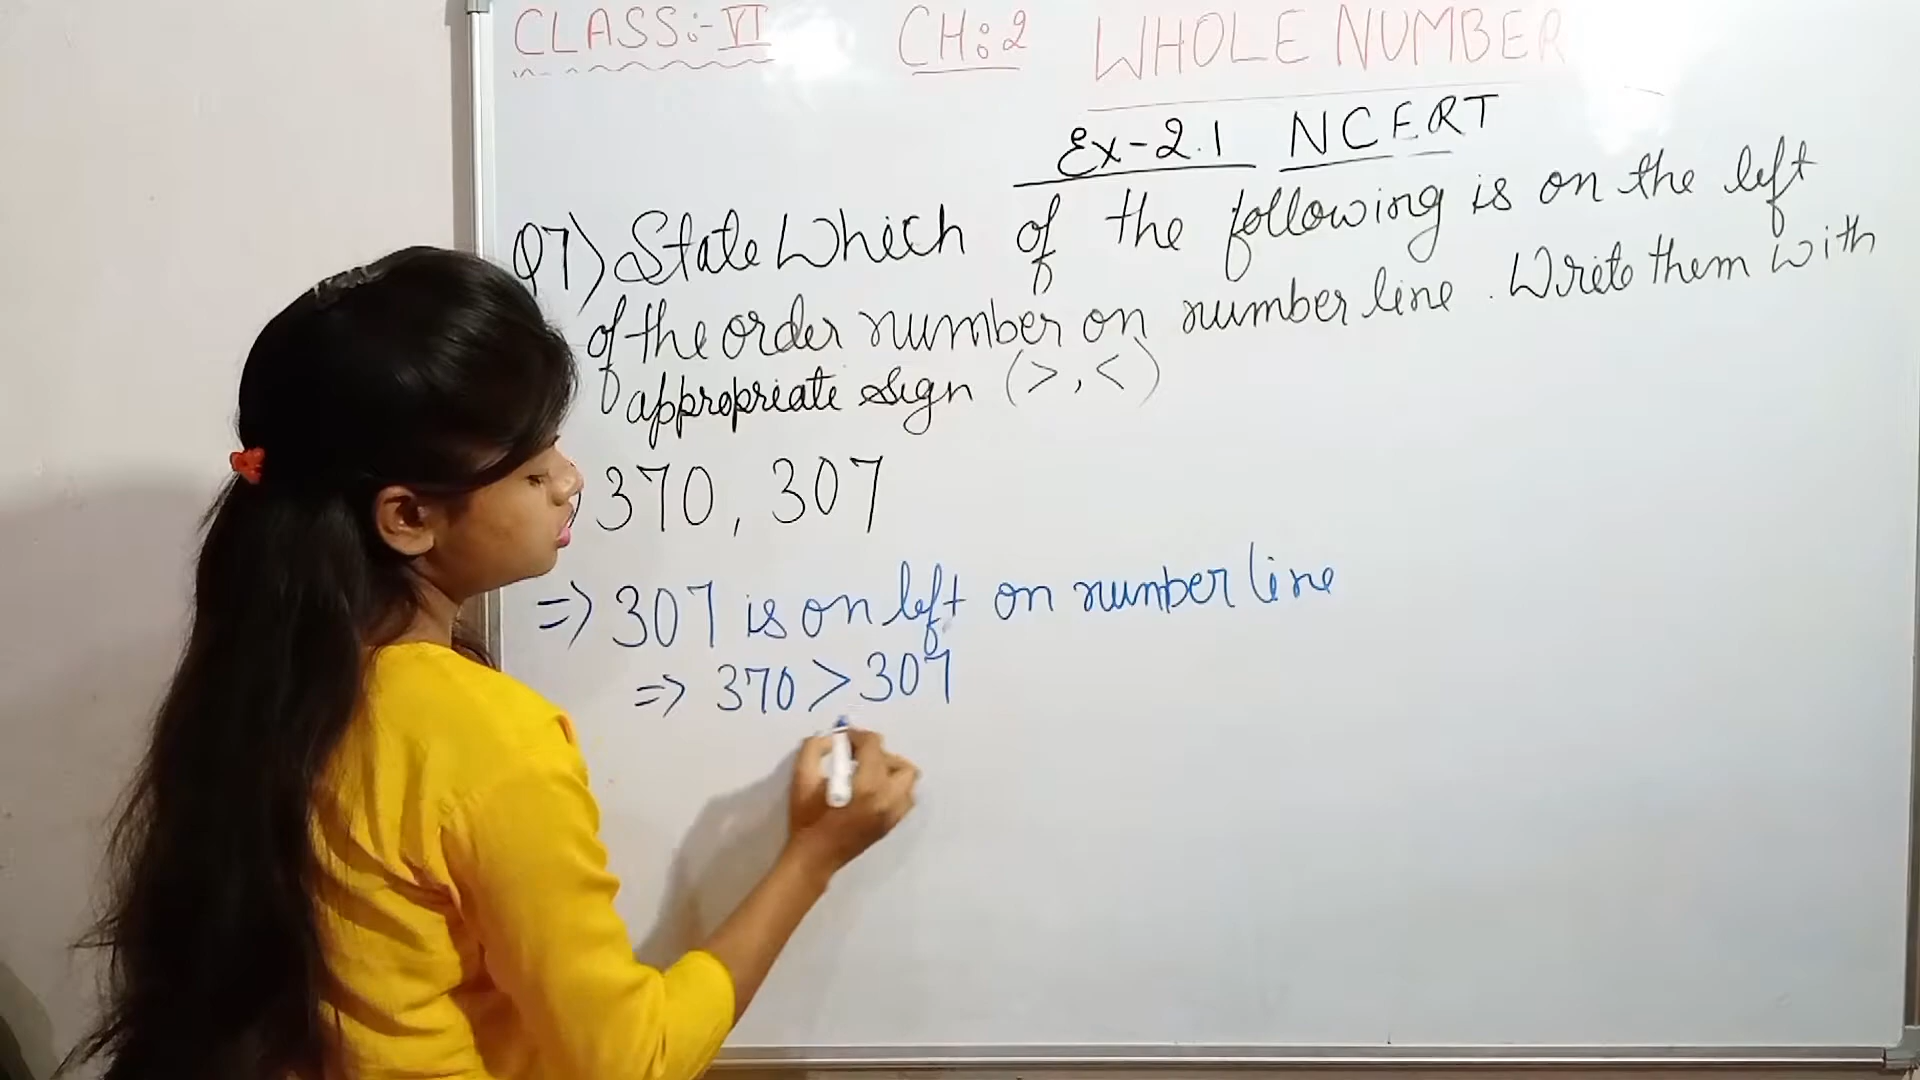 CLASS:-VI CH:2 WHOLE NUMBER
Ex-2.1 NCERT
Q7) State Which of the following is on the left
of the order number on number line. Write them with
appropriate sign (>, <)
) 370, 307
=> 307 is on left on number line
=> 370 > 307